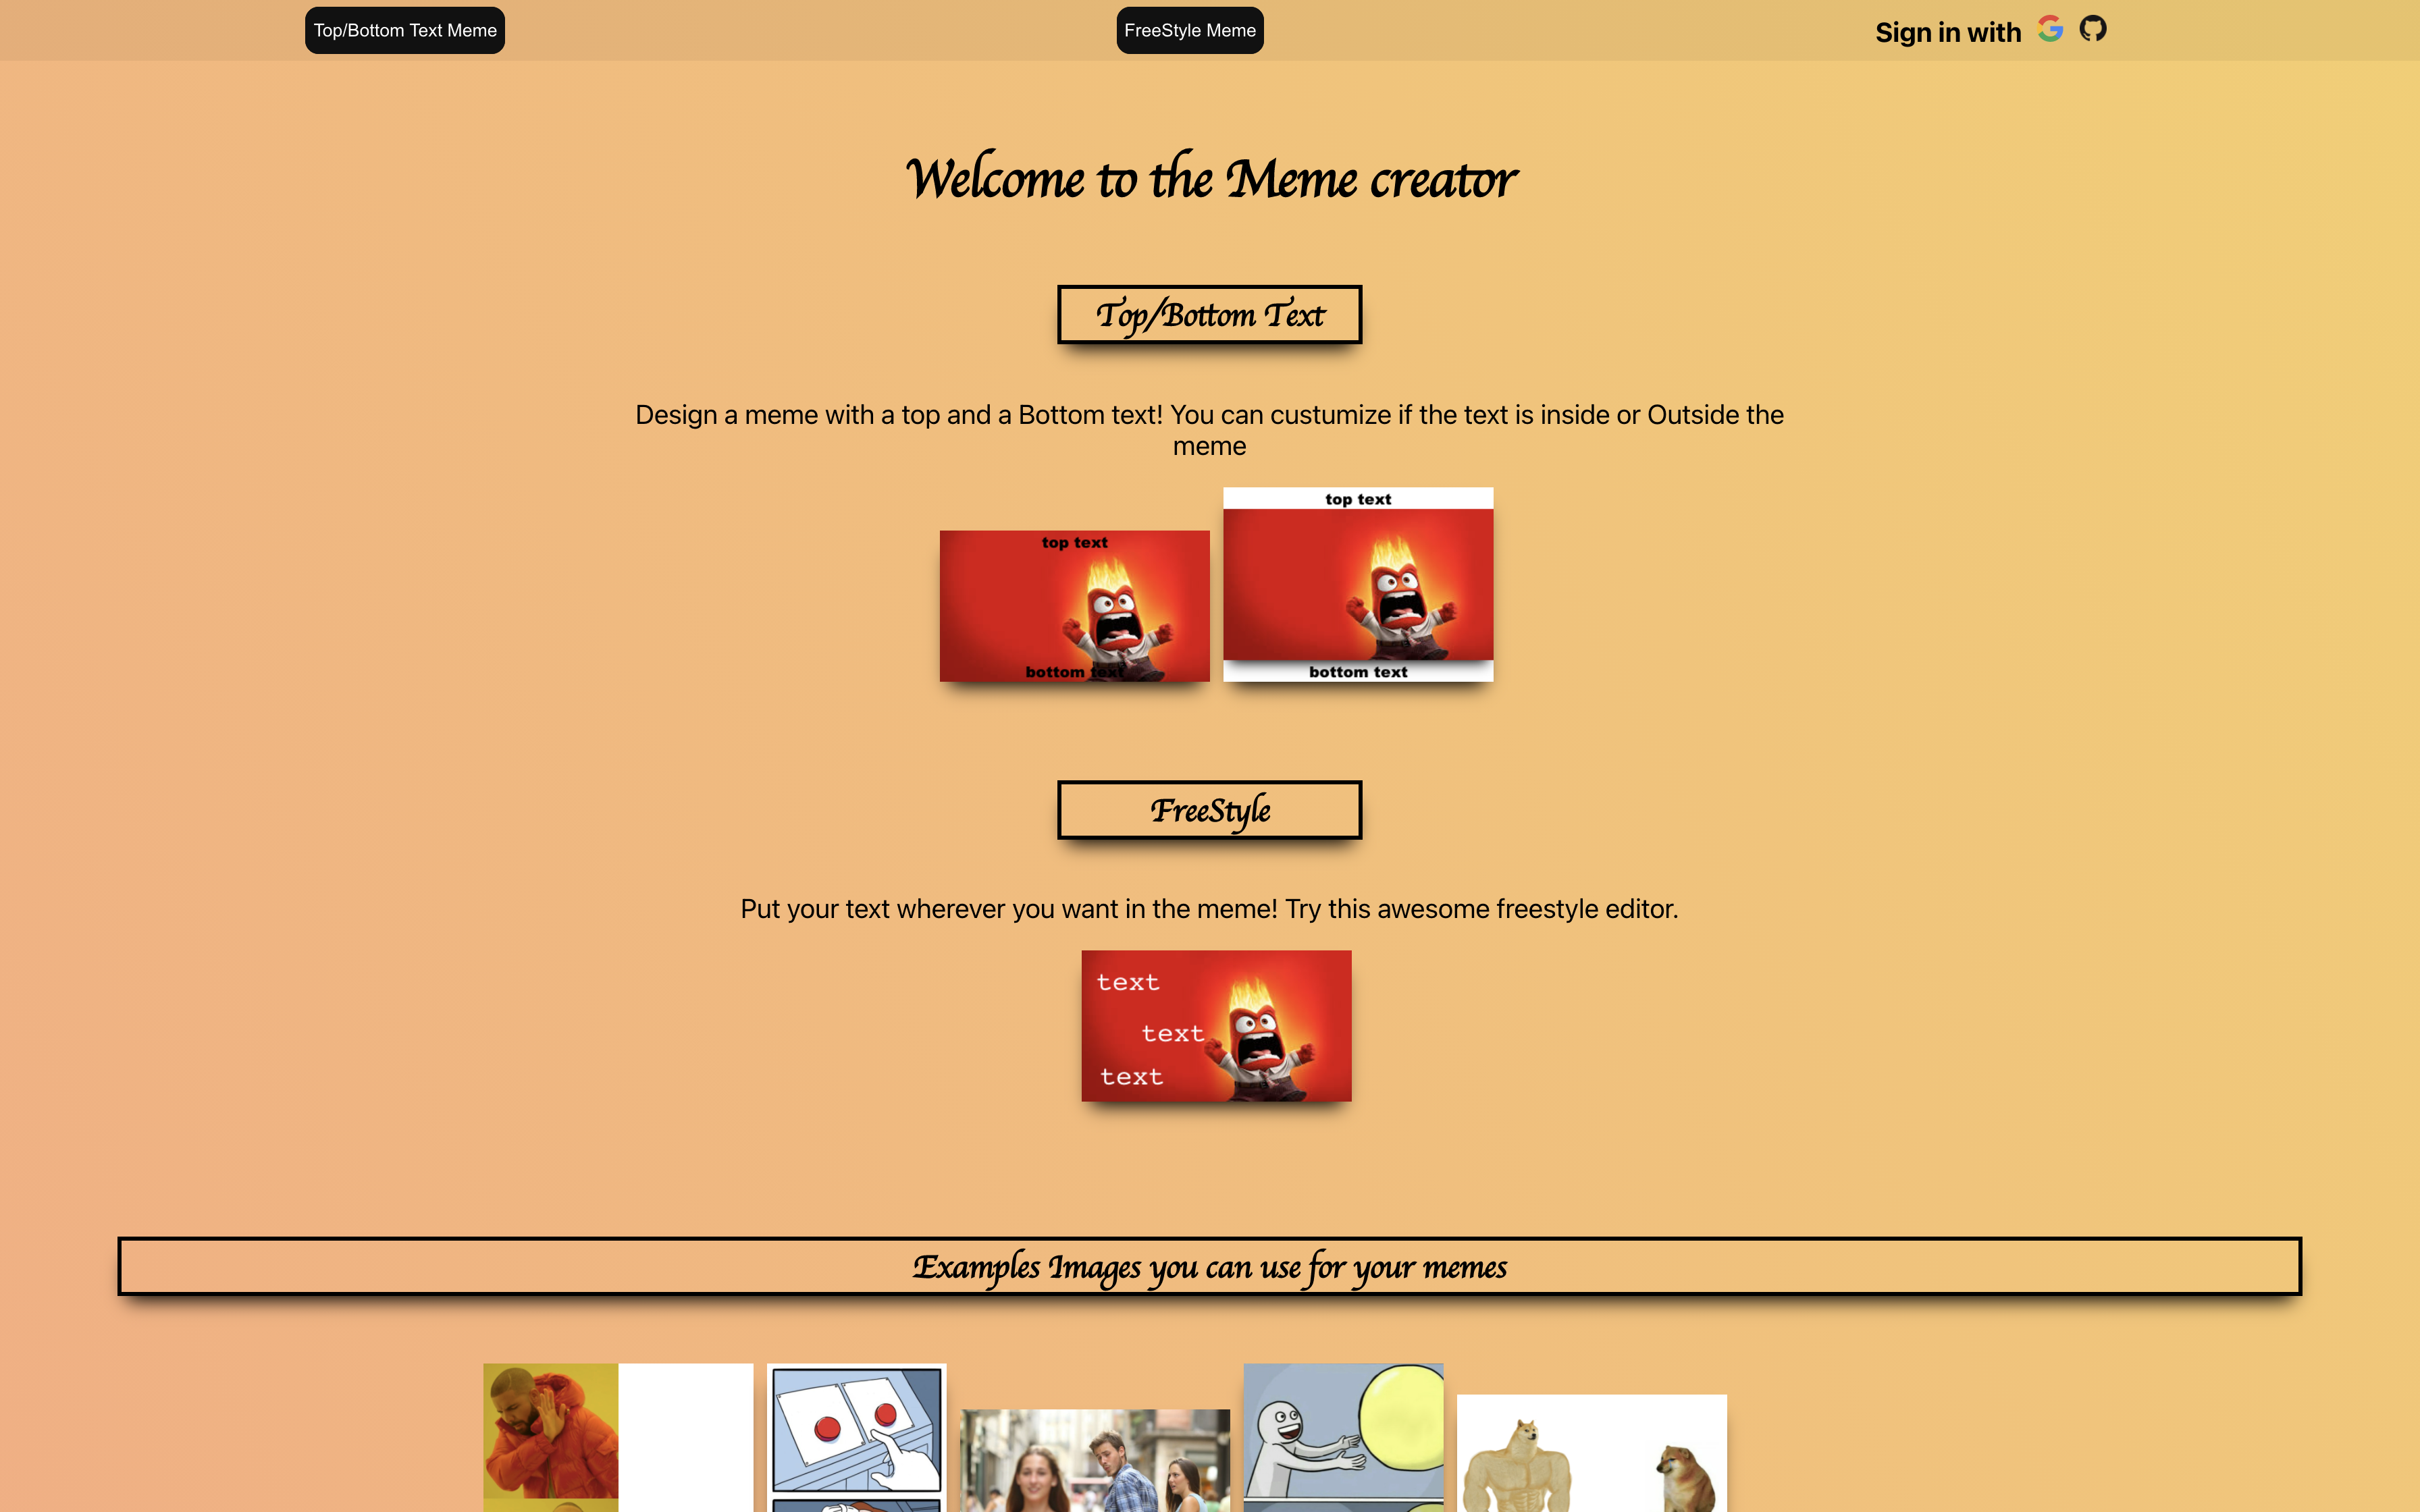 Top/Bottom Text Meme
FreeStyle Meme
Sign in with
Welcome to the Meme creator
Top/Bottom Text
Design a meme with a top and a Bottom text! You can custumize if the text is inside or Outside the
meme
top text
bottom text
top text
bottom text
FreeStyle
Put your text wherever you want in the meme! Try this awesome freestyle editor.
text
text
text
Examples Images you can use for your memes